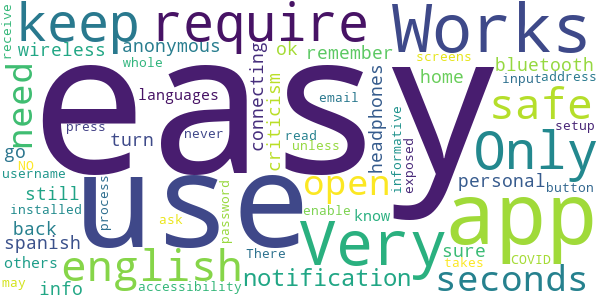 receive
keep
require
Works
wireless
anonymous
ok
remember
screens
whole
connecting
headphones
home
bluetooth
need
easy
languages
criticism
email
input
address
safe
press
turn
never
read
informative
exposed
setup
go
process
unless
Only
NO
username
use
open
personal
button
still
password
enable
know
app
installed
ask
back
There
Very
sure
spanish
english
notification
takes
COVID
others
seconds
may
info
accessibility